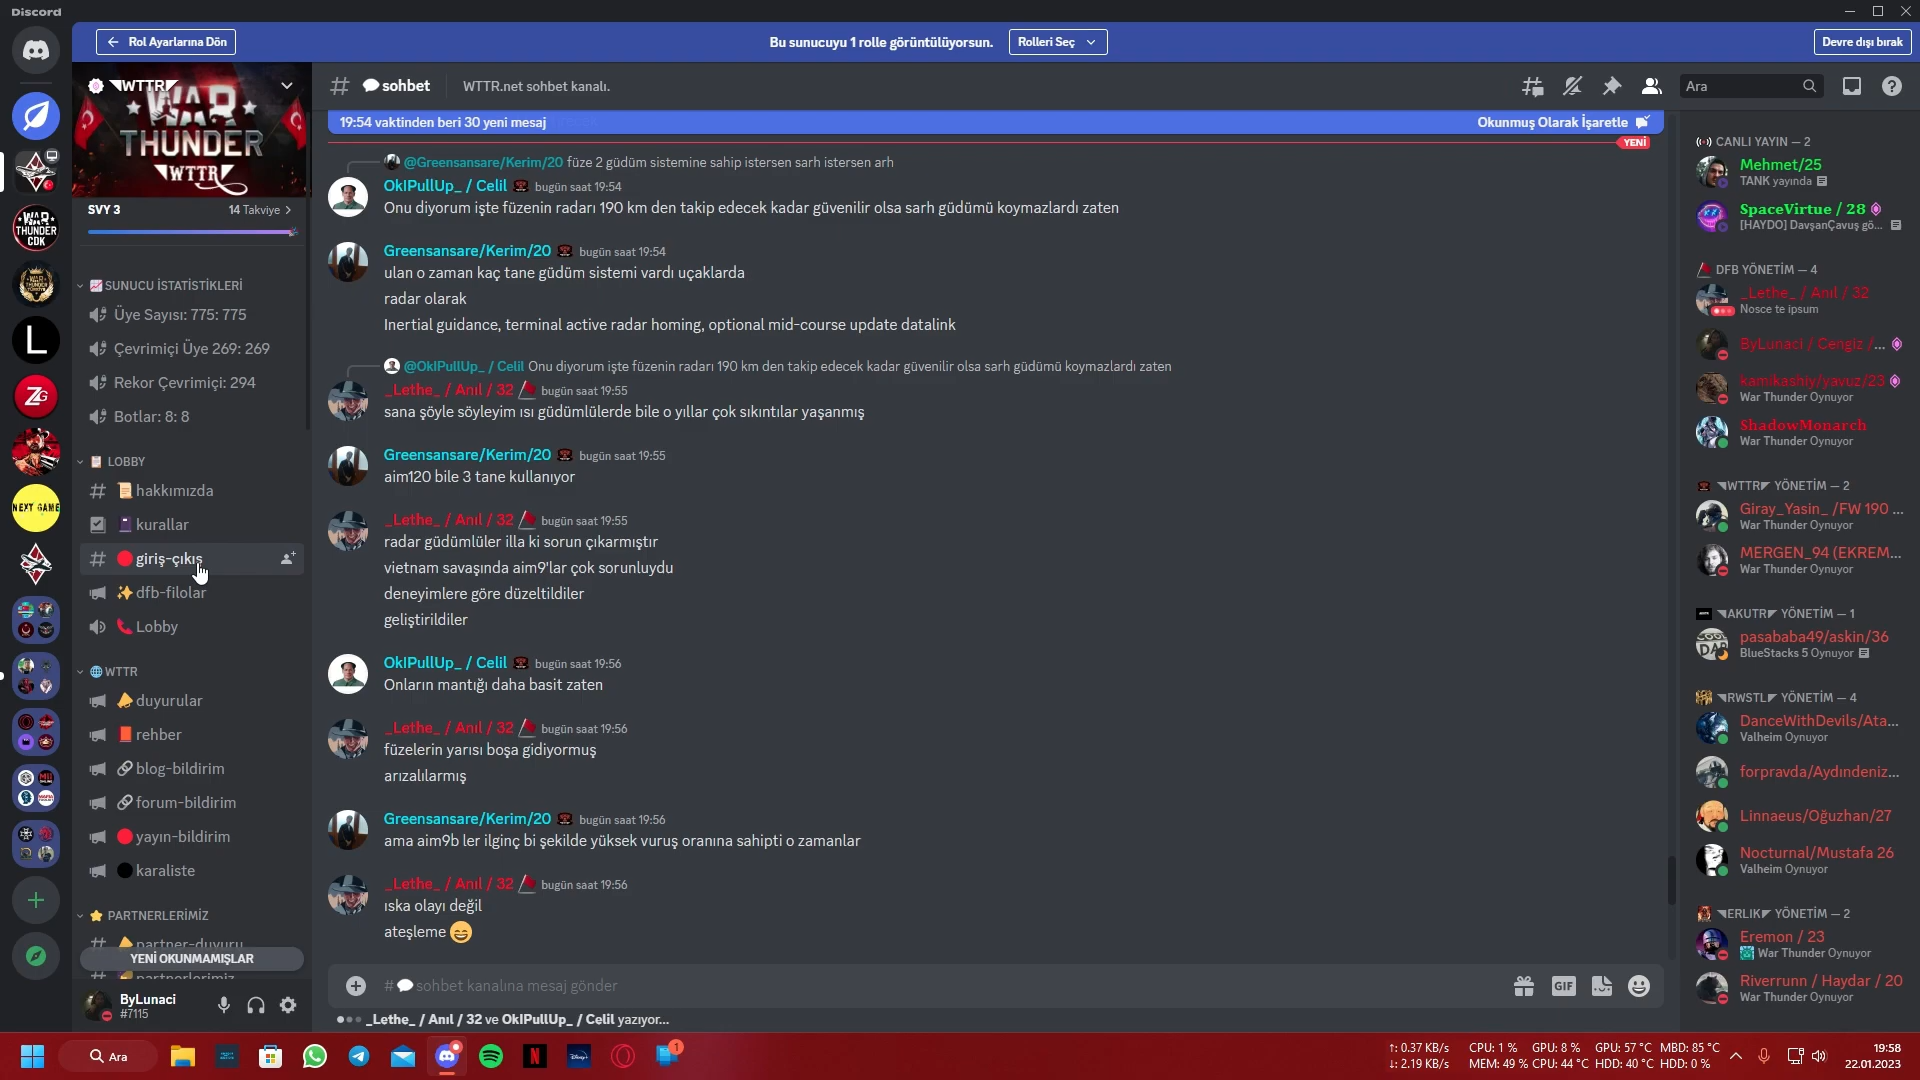 Discord
Rol Ayarlarına Dön
Bu sunucuyu 1 rolle görüntülüyorsun.
Rolleri Seç
Devre dışı bırak
◥WTTR◤
WAR
THUNDER
WTTR
SVY 3
14 Takviye
SUNUCU İSTATİSTİKLERİ
Üye Sayısı: 775: 775
Çevrimiçi Üye 269: 269
Rekor Çevrimiçi: 294
Botlar: 8: 8
LOBBY
hakkımızda
kurallar
giriş-çıkış
dfb-filolar
Lobby
WTTR
duyurular
rehber
blog-bildirim
forum-bildirim
yayın-bildirim
karaliste
PARTNERLERİMİZ
partner-duyuru
YENİ OKUNMAMIŞLAR
partnerlerimiz
ByLunaci
#7115
WAR
THUNDER
CDK
L
ZG
NEXT GAME
sohbet
WTTR.net sohbet kanalı.
Ara
19:54 vaktinden beri 30 yeni mesaj
Okunmuş Olarak İşaretle
YENİ
@Greensansare/Kerim/20 füze 2 güdüm sistemine sahip istersen sarh istersen arh
OkIPullUp_ / Celil bugün saat 19:54
Onu diyorum işte füzenin radarı 190 km den takip edecek kadar güvenilir olsa sarh güdümü koymazlardı zaten
Greensansare/Kerim/20 bugün saat 19:54
ulan o zaman kaç tane güdüm sistemi vardı uçaklarda
radar olarak
Inertial guidance, terminal active radar homing, optional mid-course update datalink
@OkIPullUp_ / Celil Onu diyorum işte füzenin radarı 190 km den takip edecek kadar güvenilir olsa sarh güdümü koymazlardı zaten
_Lethe_ / Anıl / 32 bugün saat 19:55
sana şöyle söyleyim ısı güdümlülerde bile o yıllar çok sıkıntılar yaşanmış
Greensansare/Kerim/20 bugün saat 19:55
aim120 bile 3 tane kullanıyor
_Lethe_ / Anıl / 32 bugün saat 19:55
radar güdümlüler illa ki sorun çıkarmıştır
vietnam savaşında aim9'lar çok sorunluydu
deneyimlere göre düzeltildiler
geliştirildiler
OkIPullUp_ / Celil bugün saat 19:56
Onların mantığı daha basit zaten
_Lethe_ / Anıl / 32 bugün saat 19:56
füzelerin yarısı boşa gidiyormuş
arızalılarmış
Greensansare/Kerim/20 bugün saat 19:56
ama aim9b ler ilginç bi şekilde yüksek vuruş oranına sahipti o zamanlar
_Lethe_ / Anıl / 32 bugün saat 19:56
ıska olayı değil
ateşleme 😄
#💬sohbet kanalına mesaj gönder
GIF
_Lethe_ / Anıl / 32 ve OkIPullUp_ / Celil yazıyor...
CANLI YAYIN — 2
Mehmet/25
TANK yayında
SpaceVirtue / 28
[HAYDO] DavşanÇavuş gö...
DFB YÖNETİM — 4
_Lethe_ / Anıl / 32
Nosce te ipsum
ByLunaci / Cengiz /...
kamikashiy/yavuz/23
War Thunder Oynuyor
ShadowMonarch
War Thunder Oynuyor
◥WTTR◤ YÖNETİM — 2
Giray_Yasin_ /FW 190 ...
War Thunder Oynuyor
MERGEN_94 (EKREM...
War Thunder Oynuyor
◥AKUTR◤ YÖNETİM — 1
pasababa49/askin/36
BlueStacks 5 Oynuyor
◥RWSTL◤ YÖNETİM — 4
DanceWithDevils/Ata...
Valheim Oynuyor
forpravda/Aydındeniz...
Linnaeus/Oğuzhan/27
Nocturnal/Mustafa 26
Valheim Oynuyor
◥ERLIK◤ YÖNETİM — 2
Eremon / 23
War Thunder Oynuyor
Riverrunn / Haydar / 20
War Thunder Oynuyor
Ara
1
↑: 0.37 KB/s CPU: 1 % GPU: 8 % GPU: 57 °C MBD: 85 °C
↓: 2.19 KB/s MEM: 49 % CPU: 44 °C HDD: 40 °C HDD: 0 %
19:58
22.01.2023